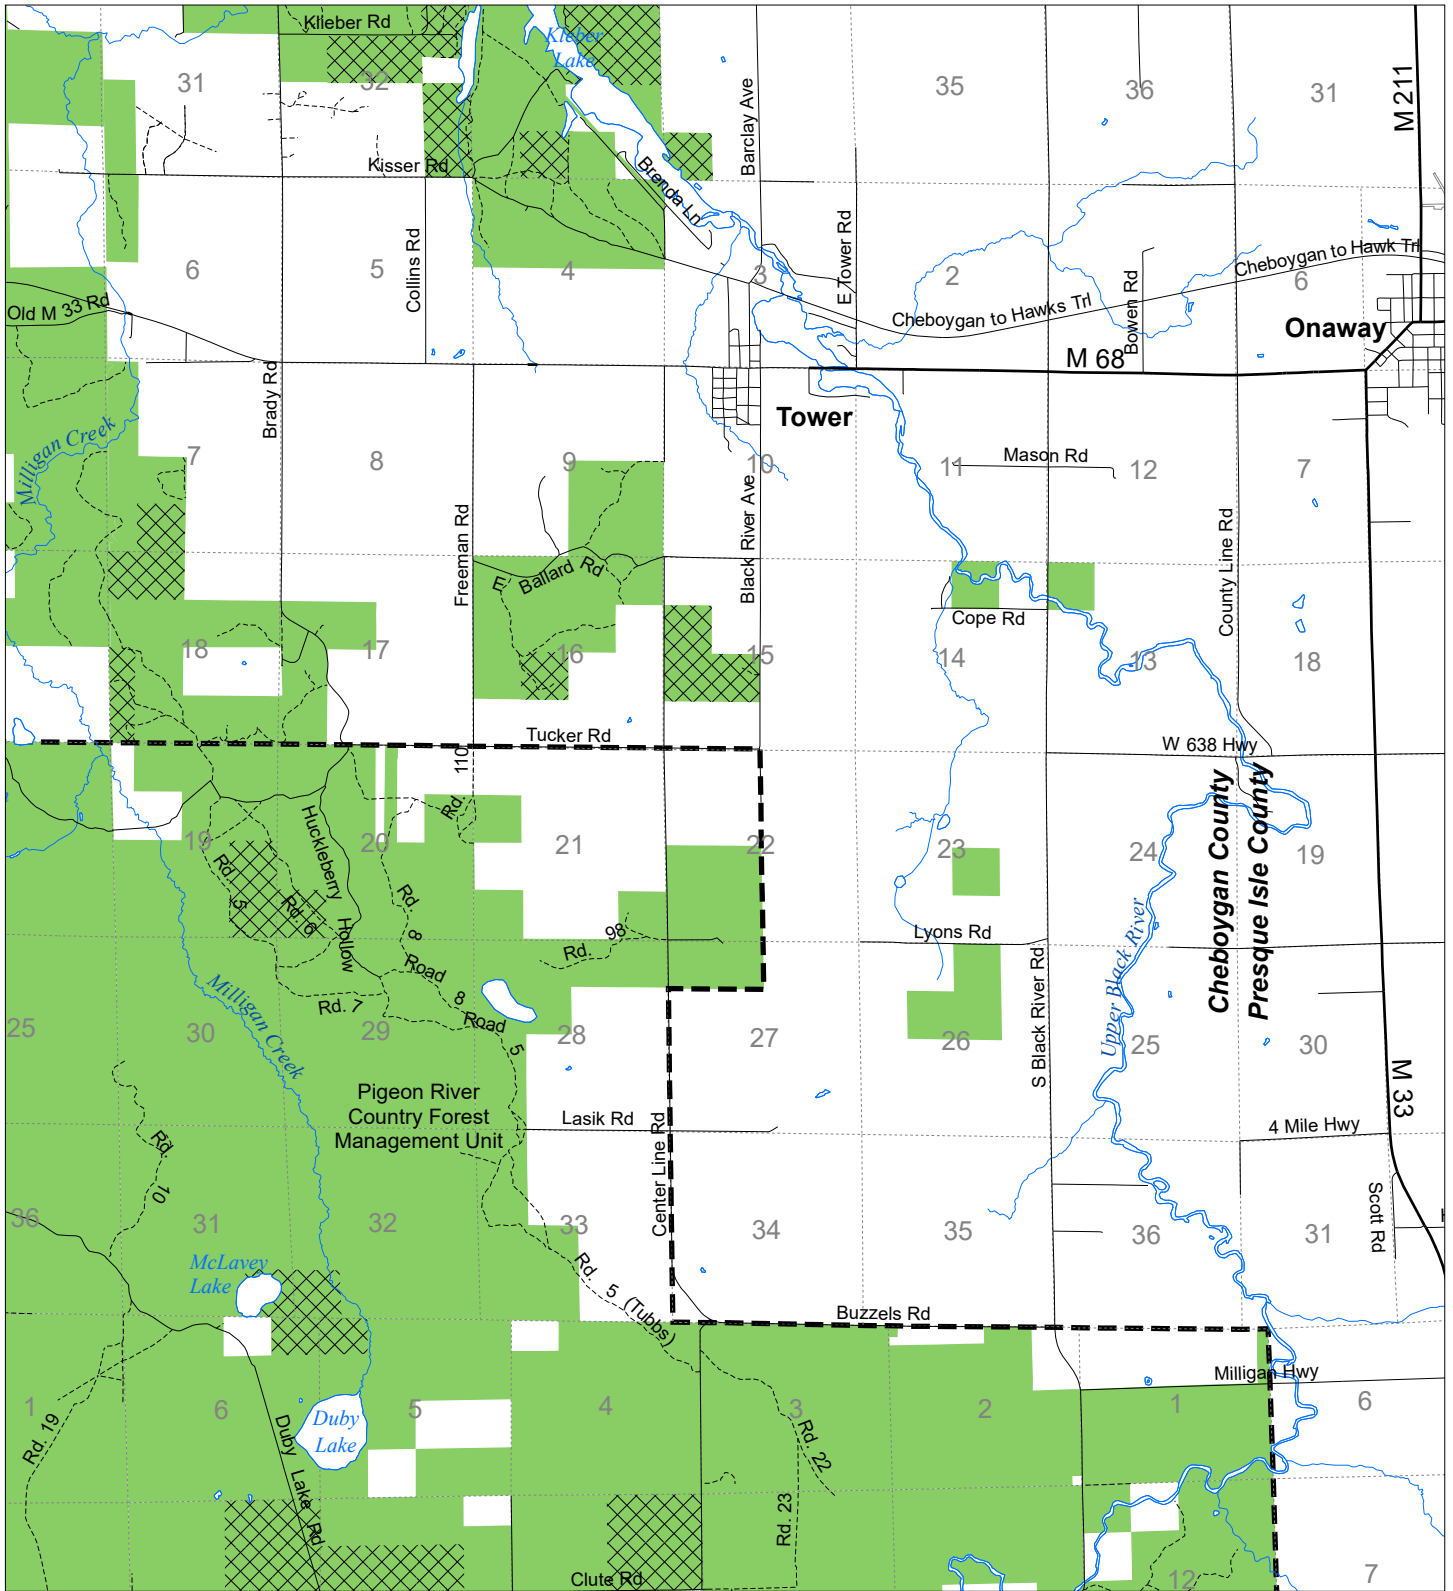 Klieber Rd
Kleber
Lake
31
32
35
36
31
M 211
Barclay Ave
Kisser Rd
Brenda Ln
E Tower Rd
Collins Rd
6
5
4
3
2
6
Cheboygan to Hawk Trl
Bowen Rd
Old M 33 Rd
Cheboygan to Hawks Trl
Onaway
M 68
Brady Rd
Tower
Milligan Creek
7
8
9
10
11
Mason Rd
12
7
Freeman Rd
Black River Ave
County Line Rd
E Ballard Rd
Cope Rd
18
17
16
15
14
13
18
Tucker Rd
W 638 Hwy
110
Rd.
Huckleberry Hollow
19
20
21
22
23
24
19
Cheboygan County
Presque Isle County
Rd. 5
Rd. 6
Rd. 8
Rd. 98
Lyons Rd
Upper Black River
S Black River Rd
Road 8
Milligan Creek
Rd. 7
Road 5
25
30
29
28
27
26
25
30
Pigeon River
Country Forest
Management Unit
M 33
Lasik Rd
4 Mile Hwy
Center Line Rd
Rd. 10
Scott Rd
36
31
32
33
34
35
36
31
McLavey
Lake
Rd. 5 (Tubbs)
Buzzels Rd
Milligan Hwy
1
6
5
4
3
2
1
6
Duby
Lake
Rd. 19
Duby Lake Rd
Rd. 22
Rd. 23
Clute Rd
12
7